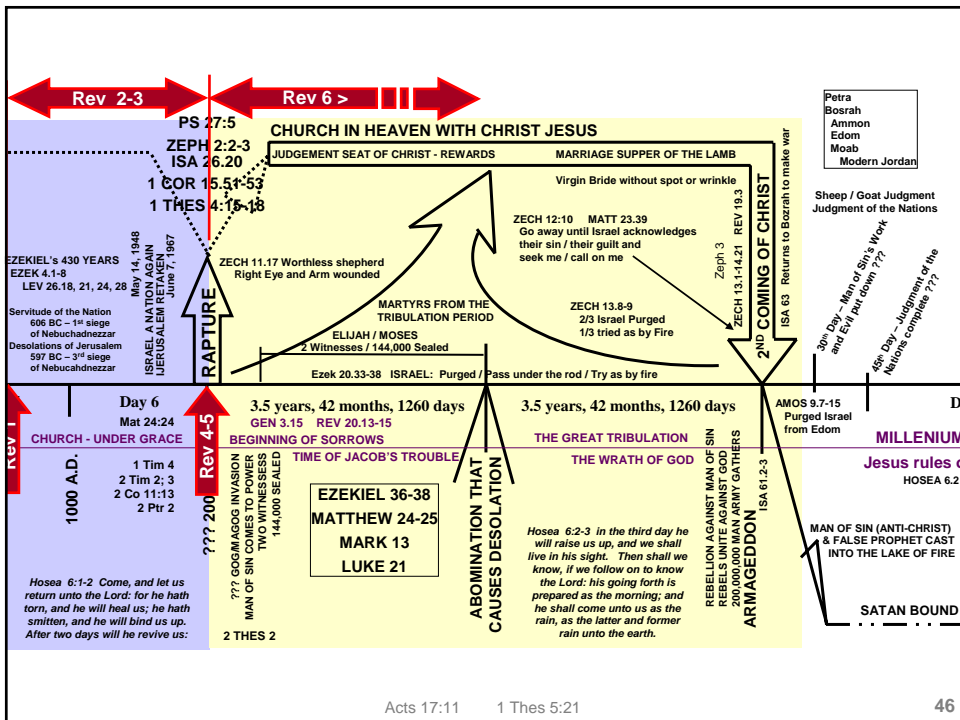 Rev 2-3
Rev 6 >
PS 27:5
ZEPH 2:2-3
ISA 26.20
1 COR 15.51-53
1 THES 4:15-18
CHURCH IN HEAVEN WITH CHRIST JESUS
JUDGEMENT SEAT OF CHRIST - REWARDS
MARRIAGE SUPPER OF THE LAMB
Virgin Bride without spot or wrinkle
Petra
Bosrah
Ammon
Edom
Moab
Modern Jordan
Sheep / Goat Judgment
Judgment of the Nations
EZEKIEL's 430 YEARS
EZEK 4.1-8
LEV 26.18, 21, 24, 28
Servitude of the Nation
606 BC – 1st siege
of Nebuchadnezzar
Desolations of Jerusalem
597 BC – 3rd siege
of Nebucahdnezzar
May 14, 1948
ISRAEL A NATION AGAIN
IJERUSALEM RETAKEN
June 7, 1967
RAPTURE
ZECH 11.17 Worthless shepherd
Right Eye and Arm wounded
MARTYRS FROM THE
TRIBULATION PERIOD
ELIJAH / MOSES
2 Witnesses / 144,000 Sealed
Ezek 20.33-38 ISRAEL: Purged / Pass under the rod / Try as by fire
ZECH 12:10 MATT 23.39
Go away until Israel acknowledges
their sin / their guilt and
seek me / call on me
ZECH 13.8-9
2/3 Israel Purged
1/3 tried as by Fire
Zeph 3
ZECH 13.1-14.21 REV 19.3
2ND COMING OF CHRIST
ISA 63 Returns to Bozrah to make war
30th Day – Man of Sin's Work
and Evil put down ???
45th Day – Judgment of the
Nations complete ???
Rev 1
1000 A.D.
Day 6
Mat 24:24
CHURCH - UNDER GRACE
1 Tim 4
2 Tim 2; 3
2 Co 11:13
2 Ptr 2
Rev 4-5
??? 200
3.5 years, 42 months, 1260 days
GEN 3.15 REV 20.13-15
BEGINNING OF SORROWS
TIME OF JACOB'S TROUBLE
??? GOG/MAGOG INVASION
MAN OF SIN COMES TO POWER
TWO WITNESSESS
144,000 SEALED
EZEKIEL 36-38
MATTHEW 24-25
MARK 13
LUKE 21
2 THES 2
ABOMINATION THAT
CAUSES DESOLATION
3.5 years, 42 months, 1260 days
THE GREAT TRIBULATION
THE WRATH OF GOD
Hosea 6:2-3 in the third day he
will raise us up, and we shall
live in his sight. Then shall we
know, if we follow on to know
the Lord: his going forth is
prepared as the morning; and
he shall come unto us as the
rain, as the latter and former
rain unto the earth.
REBELLION AGAINST MAN OF SIN
REBELS UNITE AGAINST GOD
200,000,000 MAN ARMY GATHERS
ARMAGEDDON
ISA 61.2-3
AMOS 9.7-15
Purged Israel
from Edom
D
MILLENIUM
Jesus rules o
HOSEA 6.2
MAN OF SIN (ANTI-CHRIST)
& FALSE PROPHET CAST
INTO THE LAKE OF FIRE
SATAN BOUND
Hosea 6:1-2 Come, and let us
return unto the Lord: for he hath
torn, and he will heal us; he hath
smitten, and he will bind us up.
After two days will he revive us:
Acts 17:11 1 Thes 5:21
46